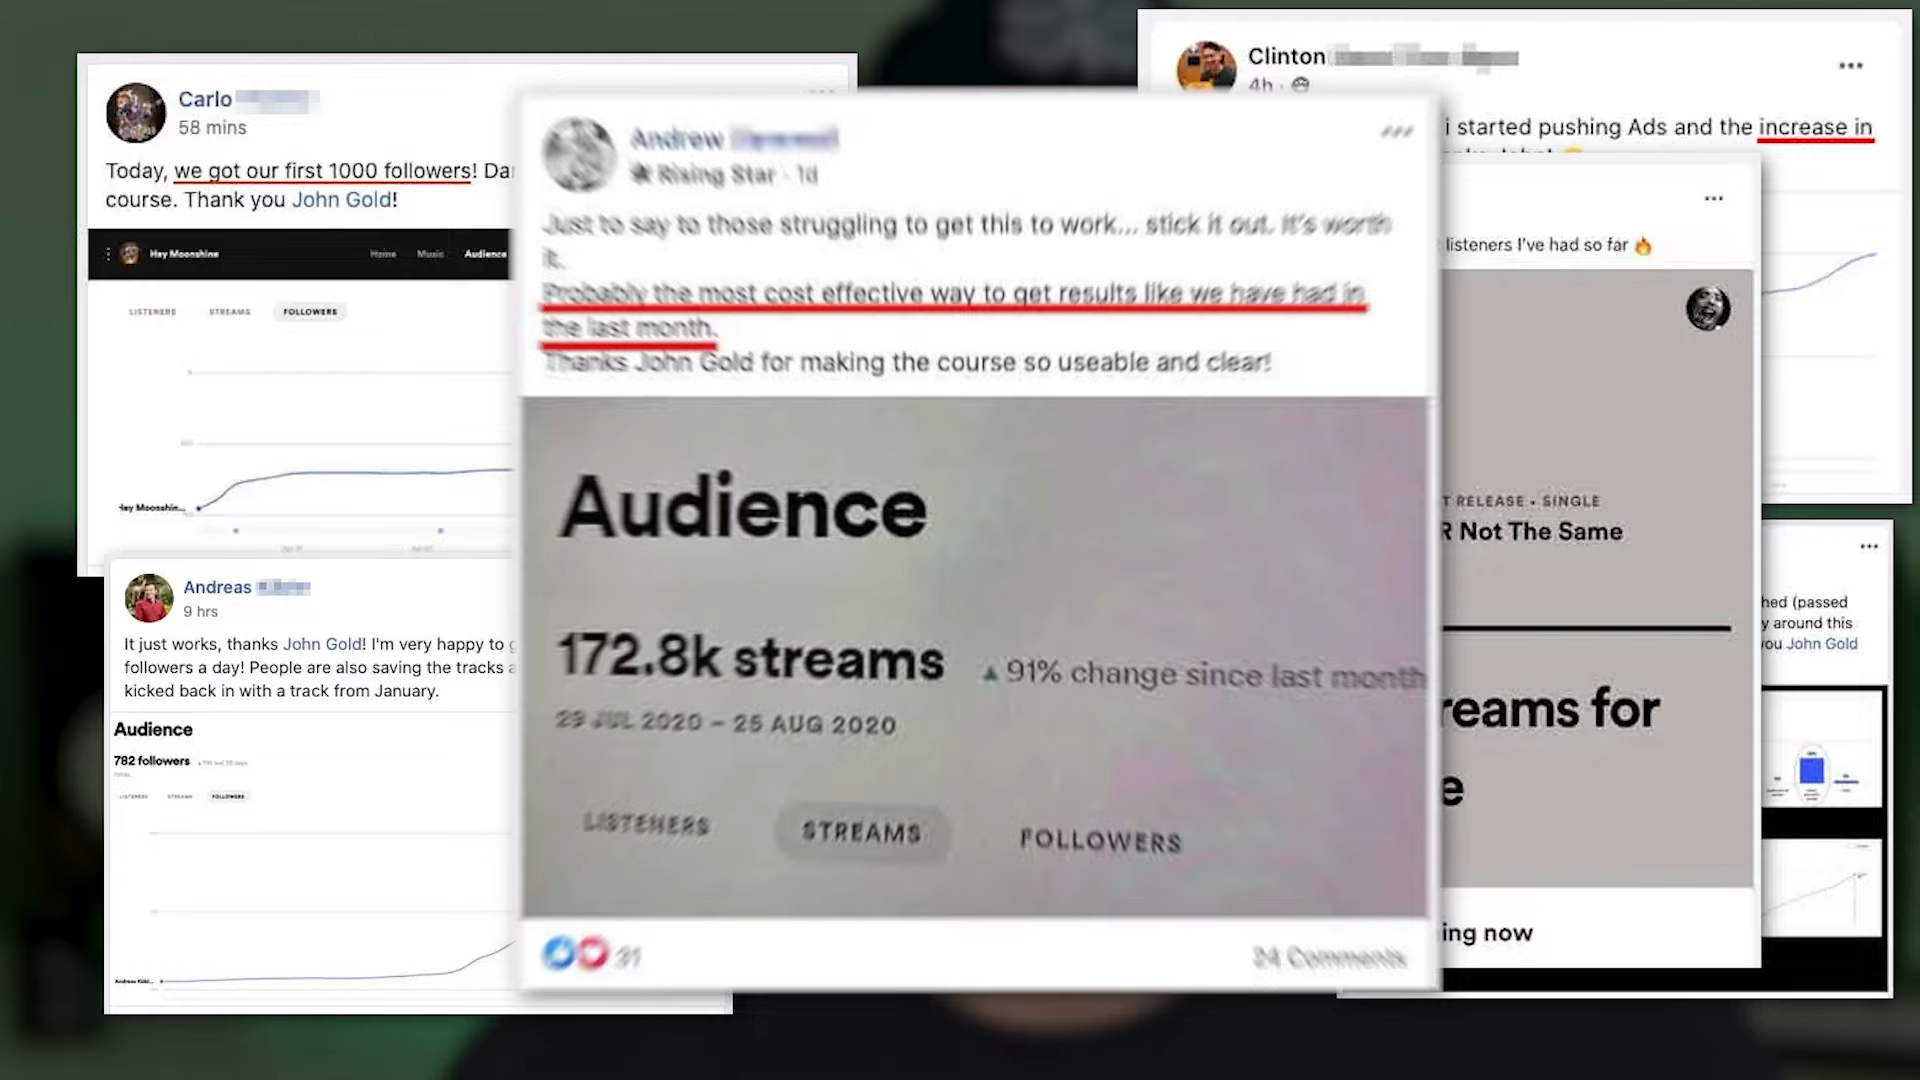 Carlo
58 mins
Today, we got our first 1000 followers! Da
course. Thank you John Gold!
Hey Moonshine
Home Music Audience
LISTENERS STREAMS FOLLOWERS
Hey Moonshin...
Andreas
9 hrs
It just works, thanks John Gold! I'm very happy to
followers a day! People are also saving the tracks
kicked back in with a track from January.
Audience
782 followers
LISTENERS STREAMS FOLLOWERS
Andrew
Rising Star · 1d
Just to say to those struggling to get this to work... stick it out. It's worth
it.
Probably the most cost effective way to get results like we have had in
the last month.
Thanks John Gold for making the course so useable and clear!
Audience
172.8k streams
▲ 91% change since last month
29 JUL 2020 – 25 AUG 2020
LISTENERS STREAMS FOLLOWERS
31
24 Comments
Clinton
4h ·
i started pushing Ads and the increase in
listeners I've had so far 🔥
T RELEASE • SINGLE
R Not The Same
reams for
e
ing now
hed (passed
y around this
you John Gold